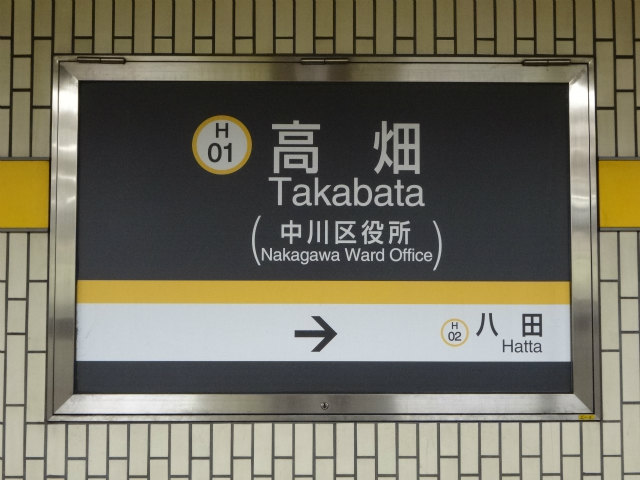 H
01
高畑
Takabata
(中川区役所
Nakagawa Ward Office)
→
H
02
八田
Hatta